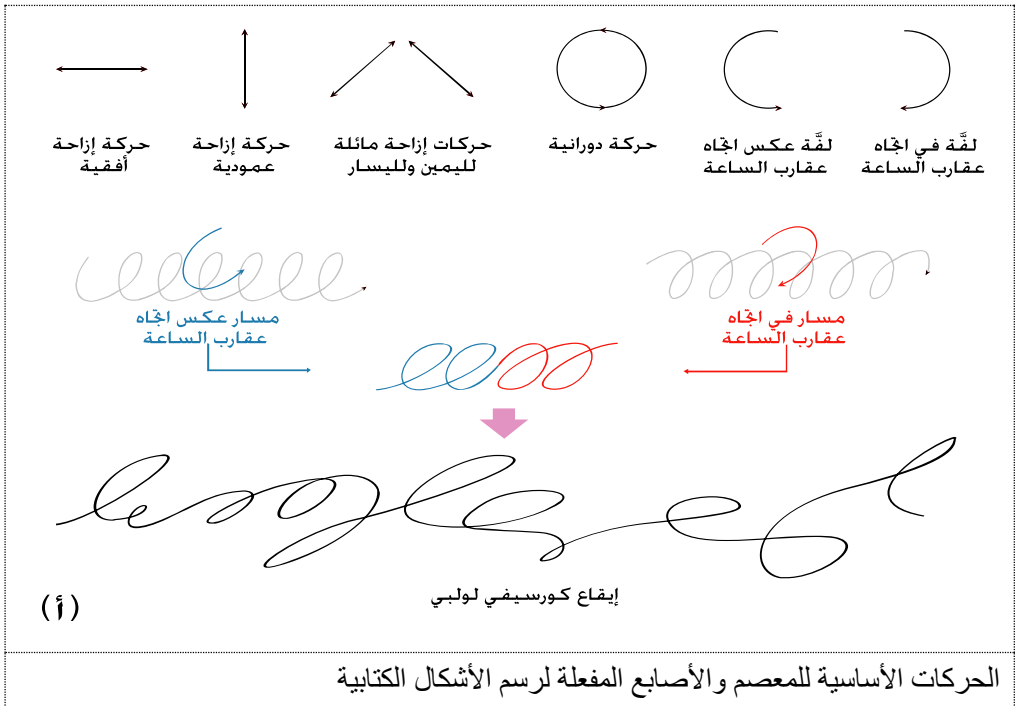 لفَّة في اتجاه
عقارب الساعة
لفَّة عكس اتجاه
عقارب الساعة
حركة دورانية
حركات إزاحة مائلة
لليمين ولليسار
حركة إزاحة
عمودية
حركة إزاحة
أفقية
مسار في اتجاه
عقارب الساعة
مسار عكس اتجاه
عقارب الساعة
إيقاع كورسيفي لولبي
(أ)
الحركات الأساسية للمعصم والأصابع المفعلة لرسم الأشكال الكتابية